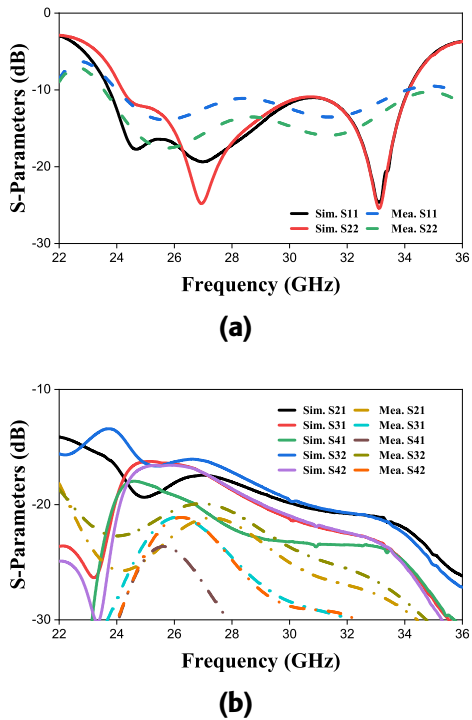 0
-10
-20
-30
S-Parameters (dB)
Sim. S11 Mea. S11
Sim. S22 Mea. S22
22 24 26 28 30 32 34 36
Frequency (GHz)
(a)
-10
-20
-30
S-Parameters (dB)
Sim. S21 Mea. S21
Sim. S31 Mea. S31
Sim. S41 Mea. S41
Sim. S32 Mea. S32
Sim. S42 Mea. S42
22 24 26 28 30 32 34 36
Frequency (GHz)
(b)